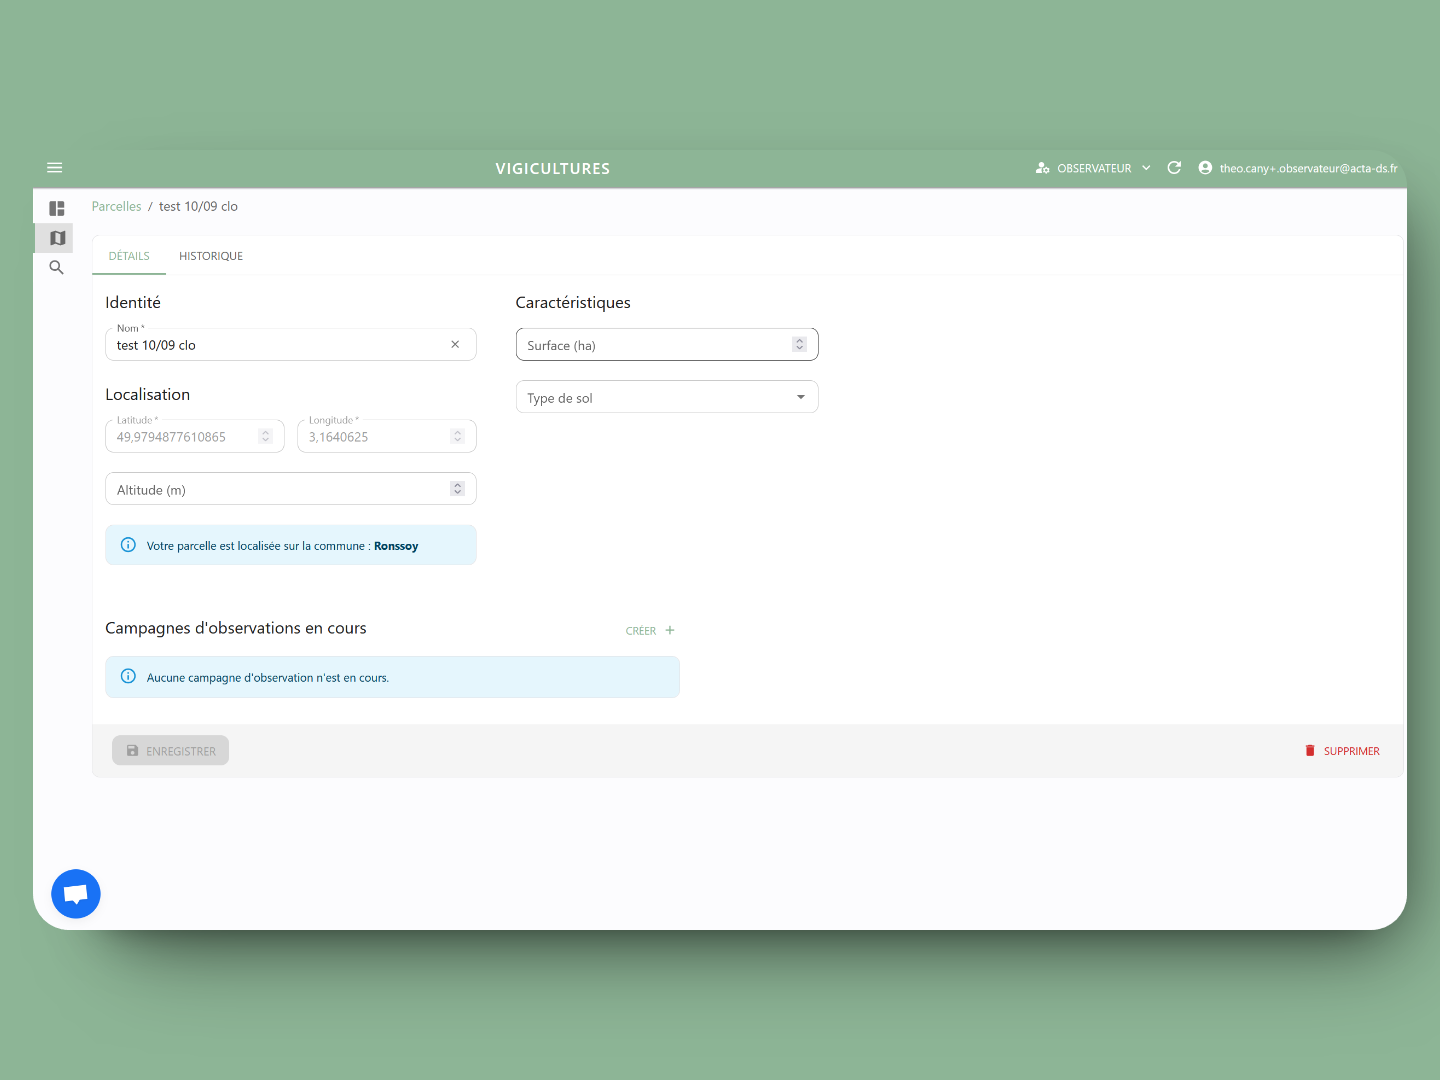 VIGICULTURES
OBSERVATEUR
theo.cany+.observateur@acta-ds.fr
Parcelles / test 10/09 clo
DÉTAILS
HISTORIQUE
Identité
Nom *
test 10/09 clo
Localisation
Latitude *
49,9794877610865
Longitude *
3,1640625
Altitude (m)
Votre parcelle est localisée sur la commune : Ronssoy
Caractéristiques
Surface (ha)
Type de sol
Campagnes d'observations en cours
CRÉER +
Aucune campagne d'observation n'est en cours.
ENREGISTRER
SUPPRIMER